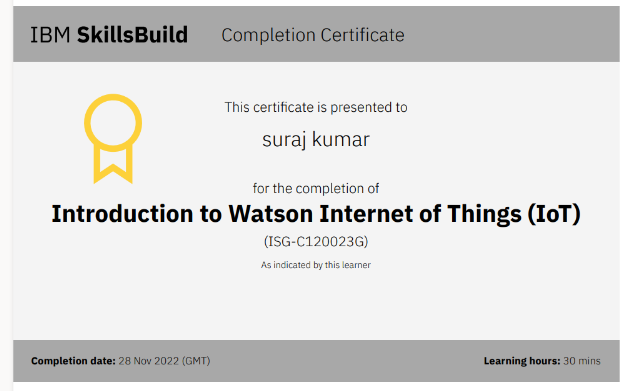 IBM SkillsBuild Completion Certificate
This certificate is presented to
suraj kumar
for the completion of
Introduction to Watson Internet of Things (IoT)
(ISG-C120023G)
As indicated by this learner
Completion date: 28 Nov 2022 (GMT) Learning hours: 30 mins